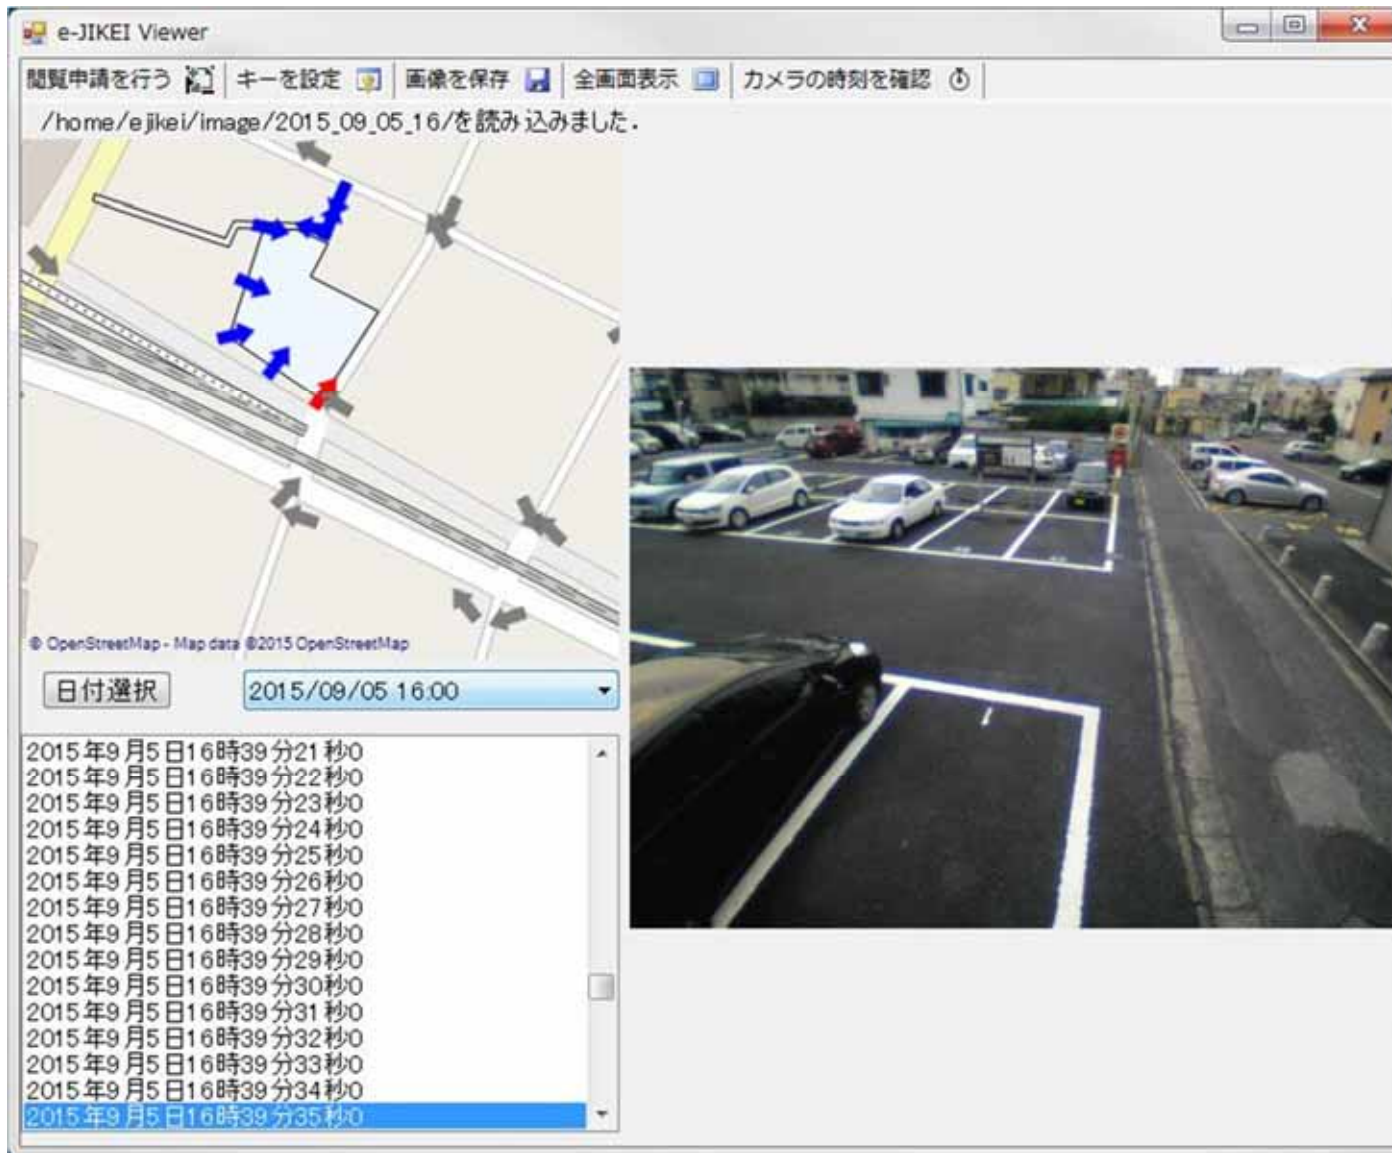 e-JIKEI Viewer
閲覧申請を行う キーを設定 画像を保存 全画面表示 カメラの時刻を確認
/home/ejikei/image/2015_09_05_16/を読み込みました.
© OpenStreetMap - Map data ©2015 OpenStreetMap
日付選択 2015/09/05 16:00
2015年9月5日16時39分21秒0
2015年9月5日16時39分22秒0
2015年9月5日16時39分23秒0
2015年9月5日16時39分24秒0
2015年9月5日16時39分25秒0
2015年9月5日16時39分26秒0
2015年9月5日16時39分27秒0
2015年9月5日16時39分28秒0
2015年9月5日16時39分29秒0
2015年9月5日16時39分30秒0
2015年9月5日16時39分31秒0
2015年9月5日16時39分32秒0
2015年9月5日16時39分33秒0
2015年9月5日16時39分34秒0
2015年9月5日16時39分35秒0